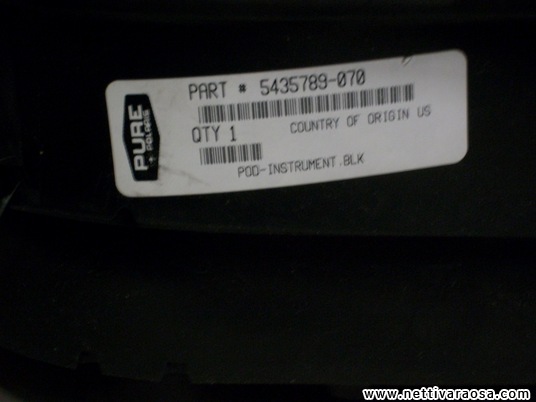 PURE
POLARIS
PART # 5435789-070
QTY 1
COUNTRY OF ORIGIN US
POD-INSTRUMENT.BLK
www.nettivaraosa.com